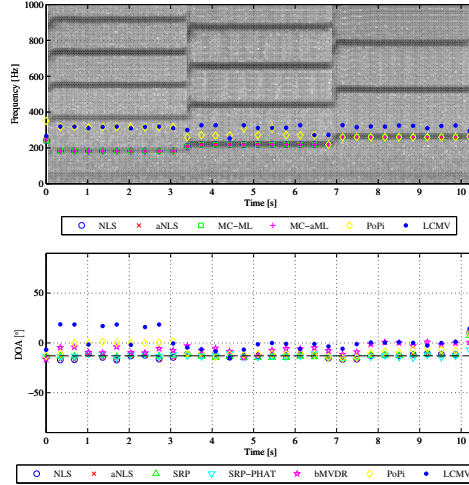 1000
800
600
400
200
0
Frequency [Hz]
0 1 2 3 4 5 6 7 8 9 10
Time [s]
NLS aNLS MC−ML MC−aML PoPi LCMV
50
0
−50
DOA [°]
0 1 2 3 4 5 6 7 8 9 10
Time [s]
NLS aNLS SRP SRP−PHAT bMVDR PoPi LCMV